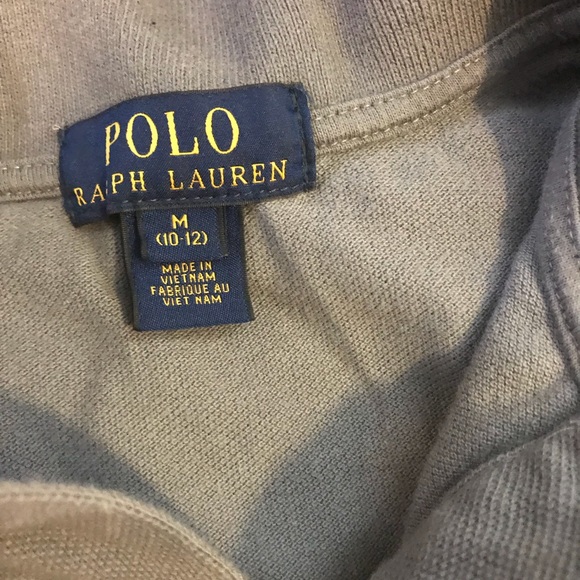 POLO
RALPH LAUREN
M
(10-12)
MADE IN
VIETNAM
FABRIQUE AU
VIET NAM